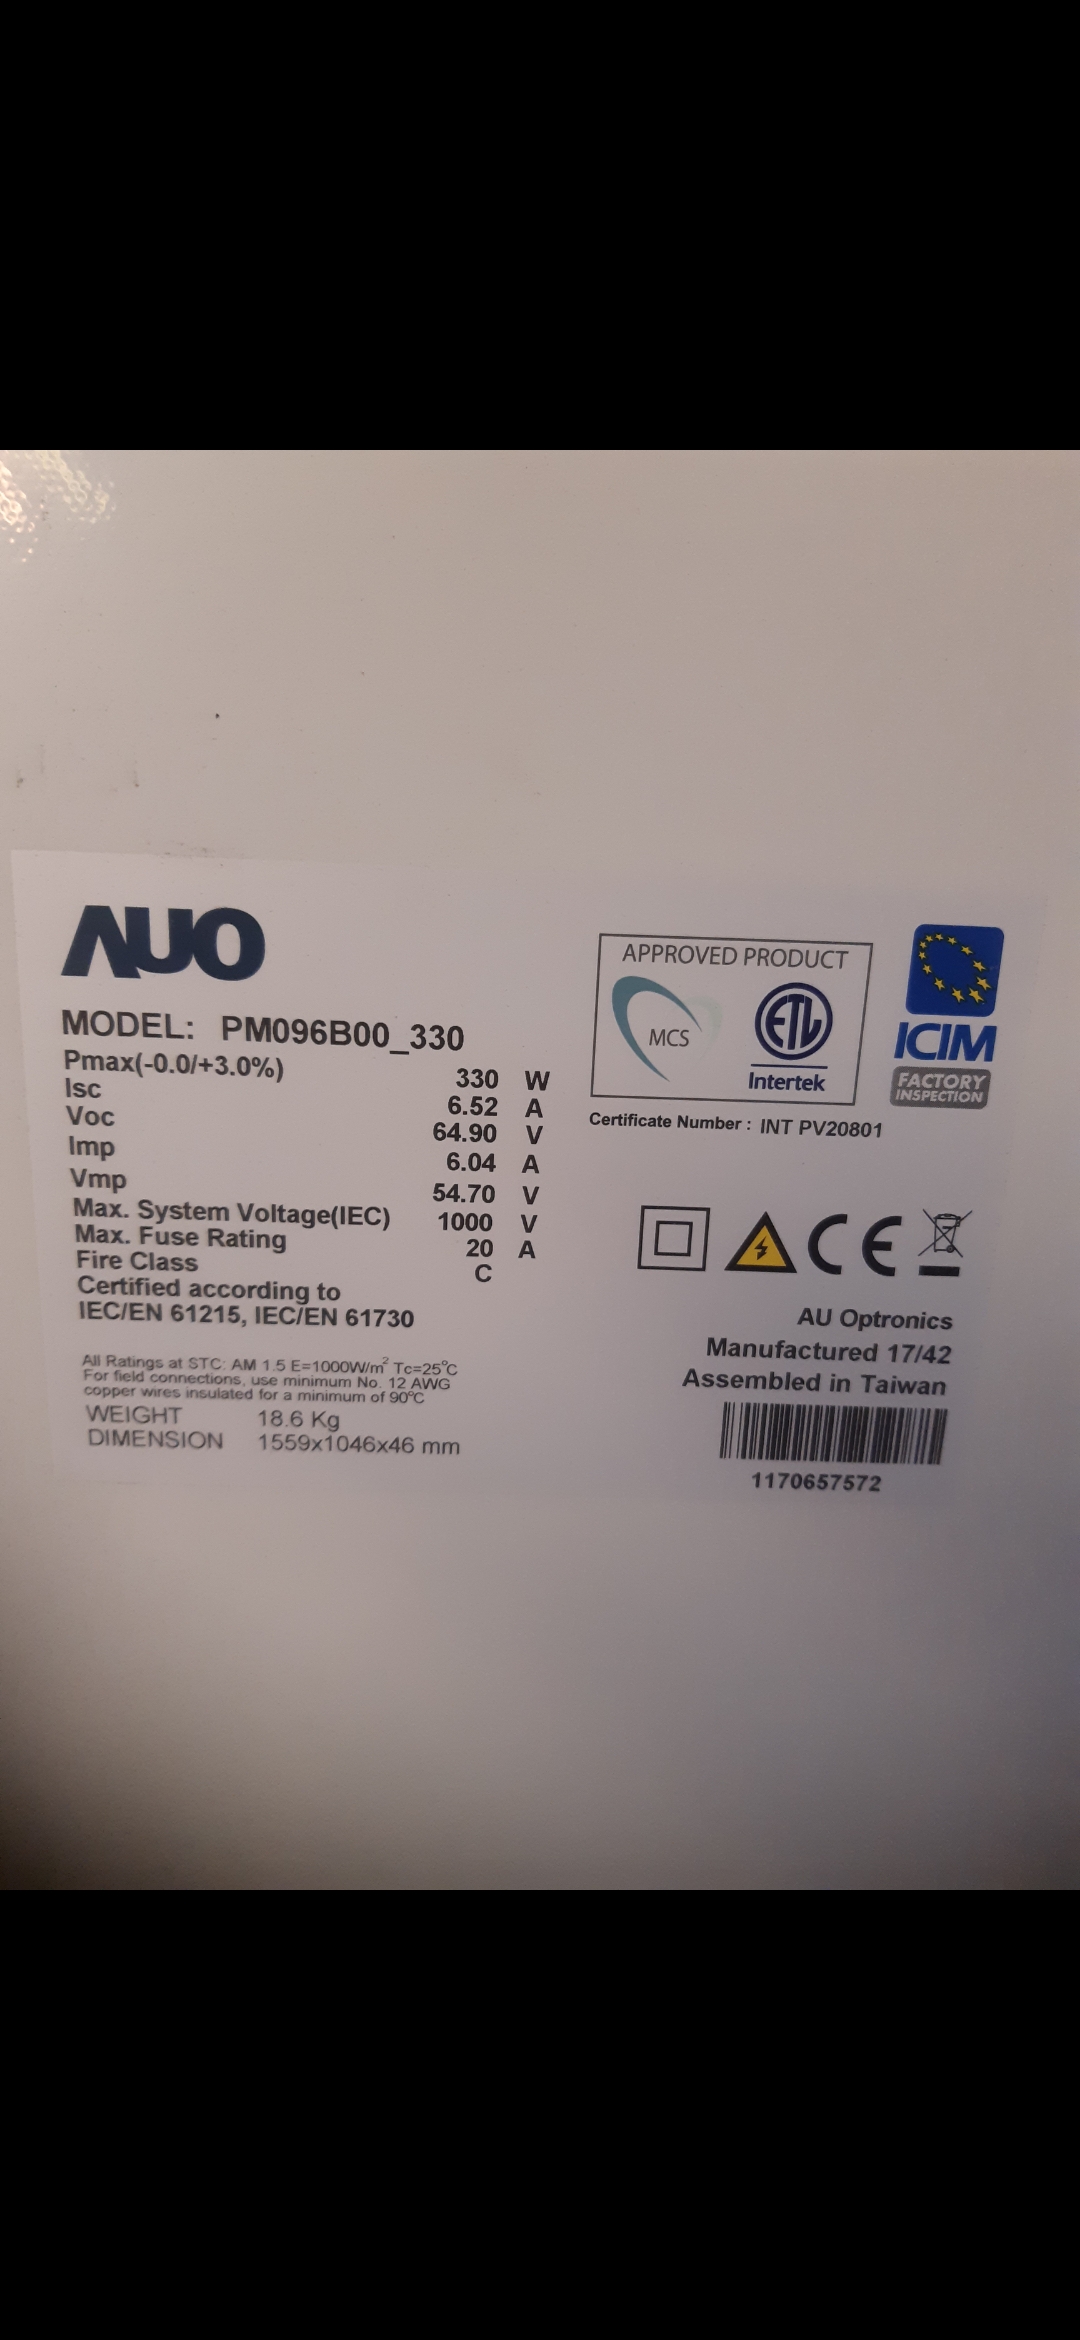 AUO
MODEL: PM096B00_330
Pmax(-0.0/+3.0%) 330 W
Isc 6.52 A
Voc 64.90 V
Imp 6.04 A
Vmp 54.70 V
Max. System Voltage(IEC) 1000 V
Max. Fuse Rating 20 A
Fire Class C
Certified according to
IEC/EN 61215, IEC/EN 61730
All Ratings at STC: AM 1.5 E=1000W/m² Tc=25°C
For field connections, use minimum No. 12 AWG
copper wires insulated for a minimum of 90°C
WEIGHT 18.6 Kg
DIMENSION 1559x1046x46 mm
APPROVED PRODUCT
MCS
ETL
Intertek
ICIM
FACTORY
INSPECTION
Certificate Number : INT PV20801
CE
AU Optronics
Manufactured 17/42
Assembled in Taiwan
1170657572